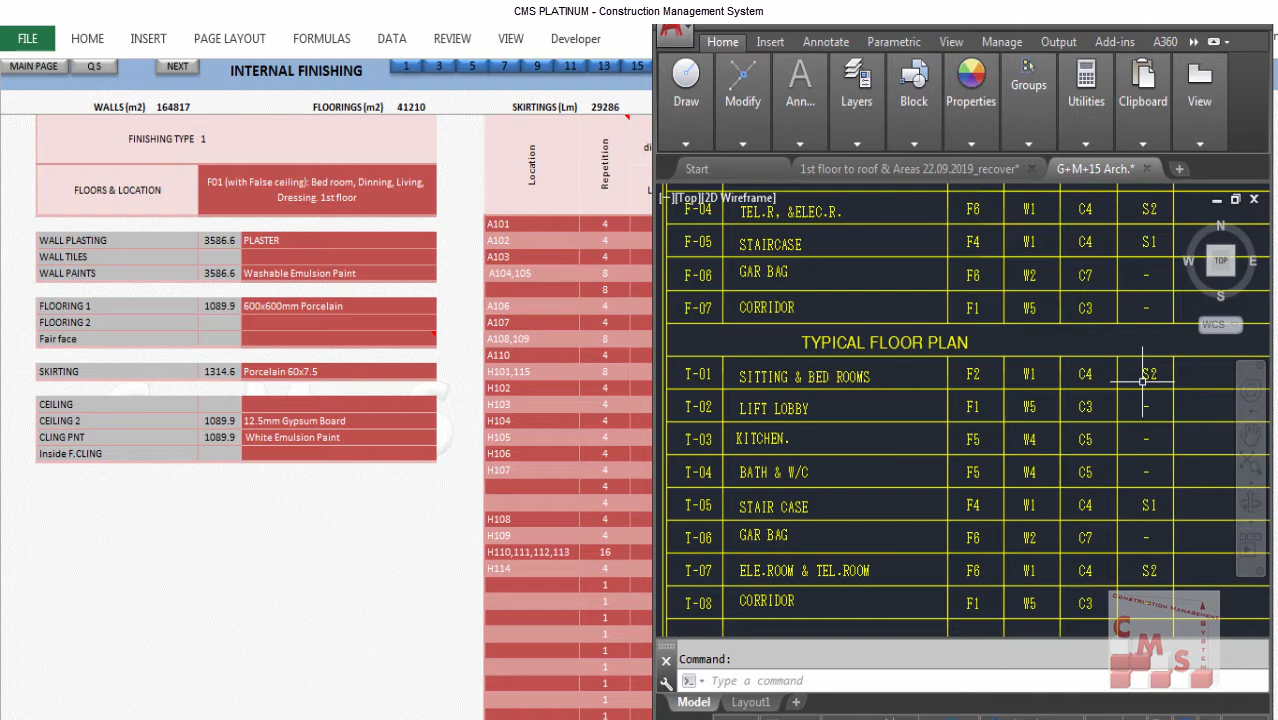 CMS PLATINUM - Construction Management System
FILE HOME INSERT PAGE LAYOUT FORMULAS DATA REVIEW VIEW Developer
MAIN PAGE Q S NEXT INTERNAL FINISHING 1 3 5 7 9 11 13 15
WALLS (m2) 164817 FLOORINGS (m2) 41210 SKIRTINGS (Lm) 29286
FINISHING TYPE 1
FLOORS & LOCATION
F01 (with False ceiling): Bed room, Dinning, Living,
Dressing. 1st floor
WALL PLASTING 3586.6 PLASTER
WALL TILES
WALL PAINTS 3586.6 Washable Emulsion Paint
FLOORING 1 1089.9 600x600mm Porcelain
FLOORING 2
Fair face
SKIRTING 1314.6 Porcelain 60x7.5
CEILING
CEILING 2 1089.9 12.5mm Gypsum Board
CLING PNT 1089.9 White Emulsion Paint
Inside F.CLING
Location Repetition
A101 4
A102 4
A103 4
A104,105 8
8
A106 4
A107 4
A108,109 8
A110 4
H101,115 8
H102 4
H103 4
H104 4
H105 4
H106 4
H107 4
4
4
H108 4
H109 4
H110,111,112,113 16
H114 4
1
1
1
1
1
1
1
1
1
Home Insert Annotate Parametric View Manage Output Add-ins A360
Draw Modify Ann... Layers Block Properties Groups Utilities Clipboard View
Start 1st floor to roof & Areas 22.09.2019_recover* G+M+15 Arch.*
[−][Top][2D Wireframe]
N
W TOP E
S
WCS
F-04 TEL.R, &ELEC.R. F6 W1 C4 S2
F-05 STAIRCASE F4 W1 C4 S1
F-06 GAR BAG F6 W2 C7 -
F-07 CORRIDOR F1 W5 C3 -
TYPICAL FLOOR PLAN
T-01 SITTING & BED ROOMS F2 W1 C4 S2
T-02 LIFT LOBBY F1 W5 C3 -
T-03 KITCHEN. F5 W4 C5 -
T-04 BATH & W/C F5 W4 C5 -
T-05 STAIR CASE F4 W1 C4 S1
T-06 GAR BAG F6 W2 C7 -
T-07 ELE.ROOM & TEL.ROOM F6 W1 C4 S2
T-08 CORRIDOR F1 W5 C3
CONSTRUCTION MANAGEMENT
SYSTEM
C M S
Command:
Type a command
Model Layout1 +